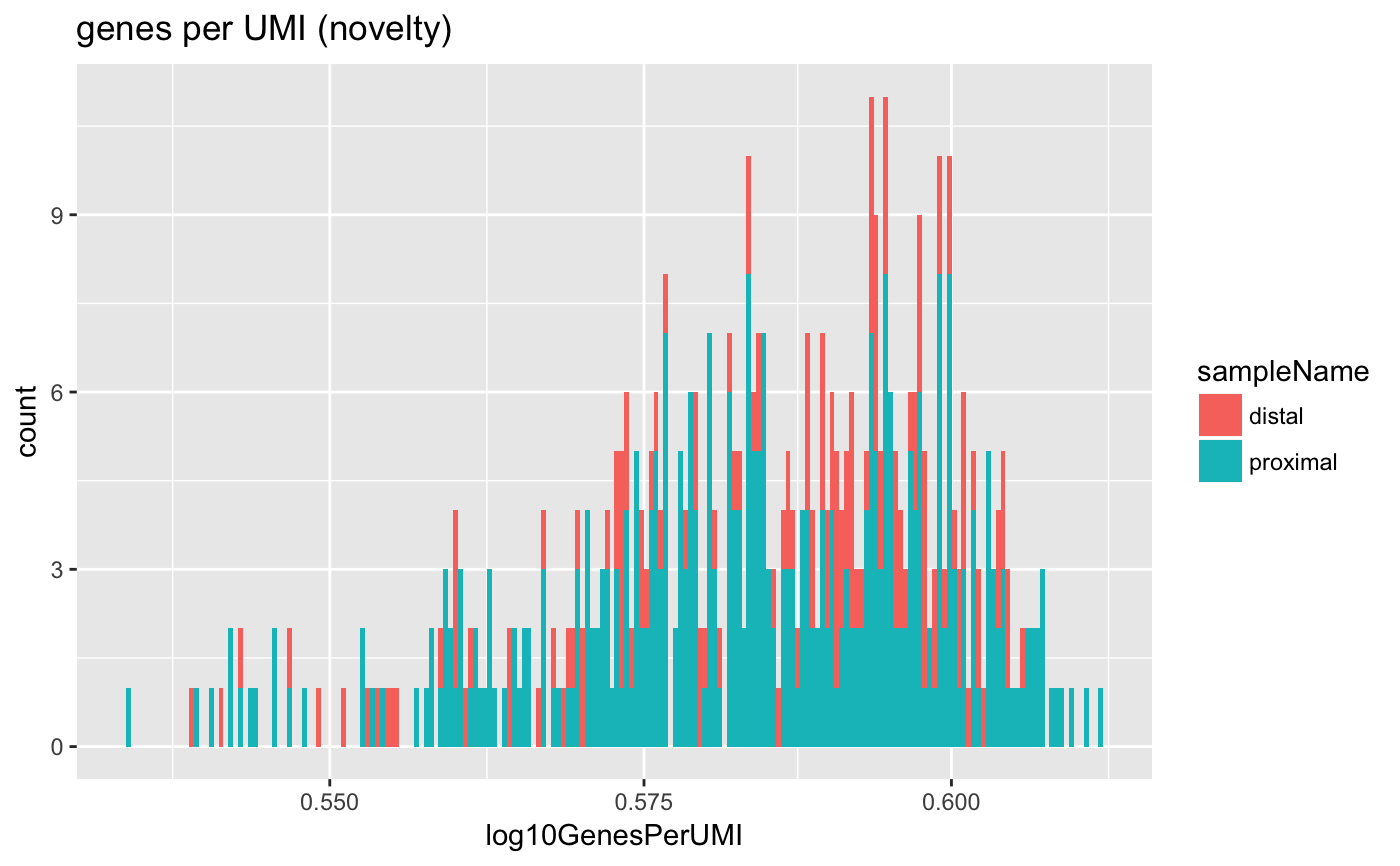 genes per UMI (novelty)
9
6
3
0
count
0.550
0.575
0.600
log10GenesPerUMI
sampleName
distal
proximal